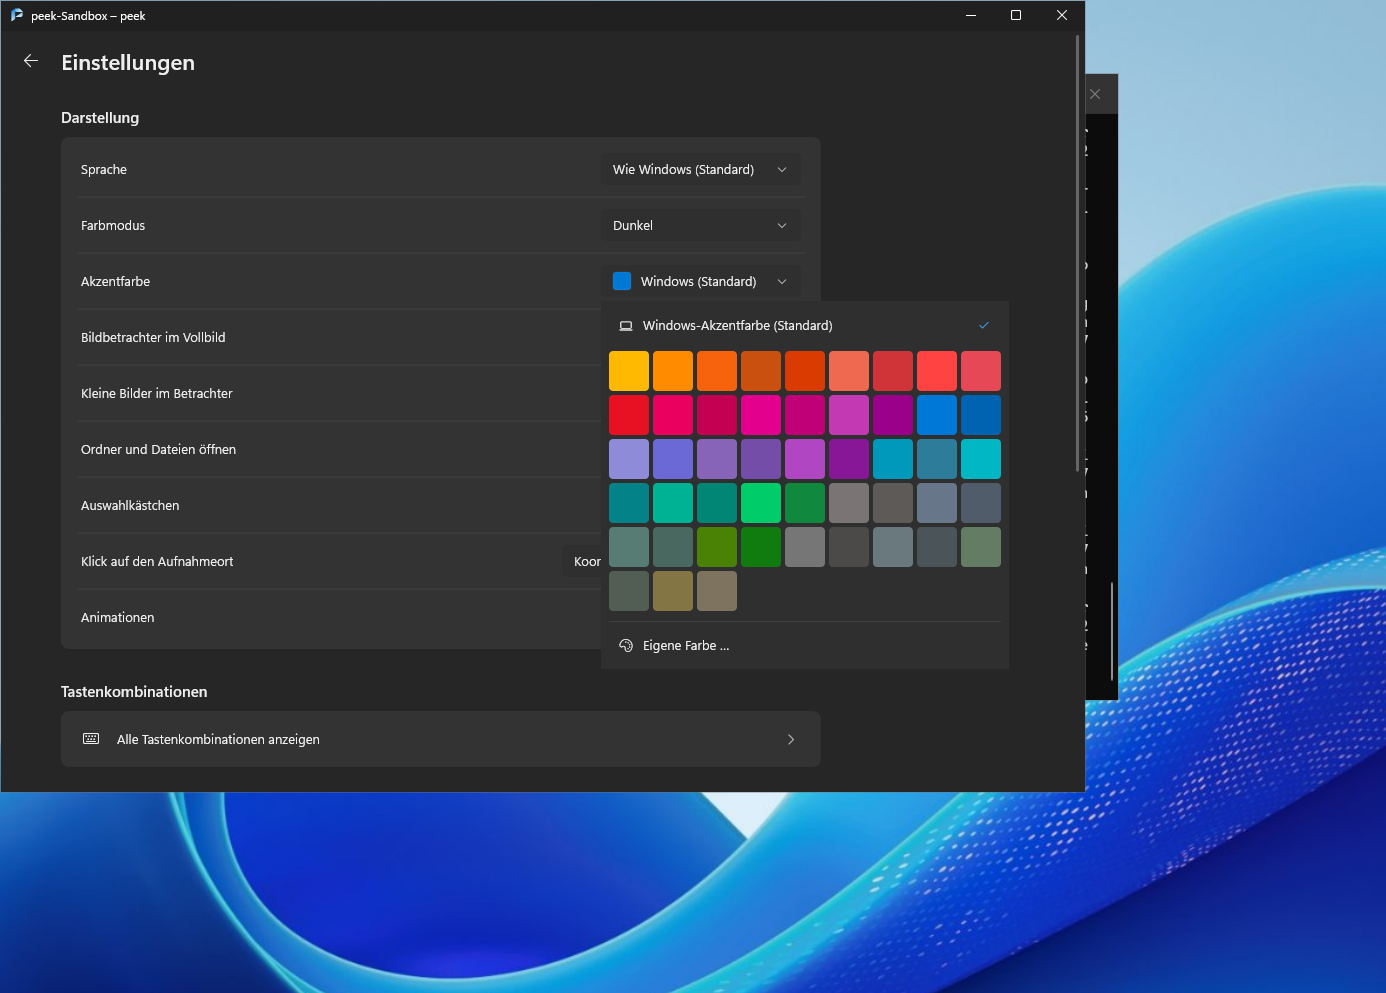 peek-Sandbox – peek
Einstellungen
Darstellung
Sprache
Wie Windows (Standard)
Farbmodus
Dunkel
Akzentfarbe
Windows (Standard)
Windows-Akzentfarbe (Standard)
Bildbetrachter im Vollbild
Kleine Bilder im Betrachter
Ordner und Dateien öffnen
Auswahlkästchen
Klick auf den Aufnahmeort
Koor
Animationen
Eigene Farbe ...
Tastenkombinationen
Alle Tastenkombinationen anzeigen